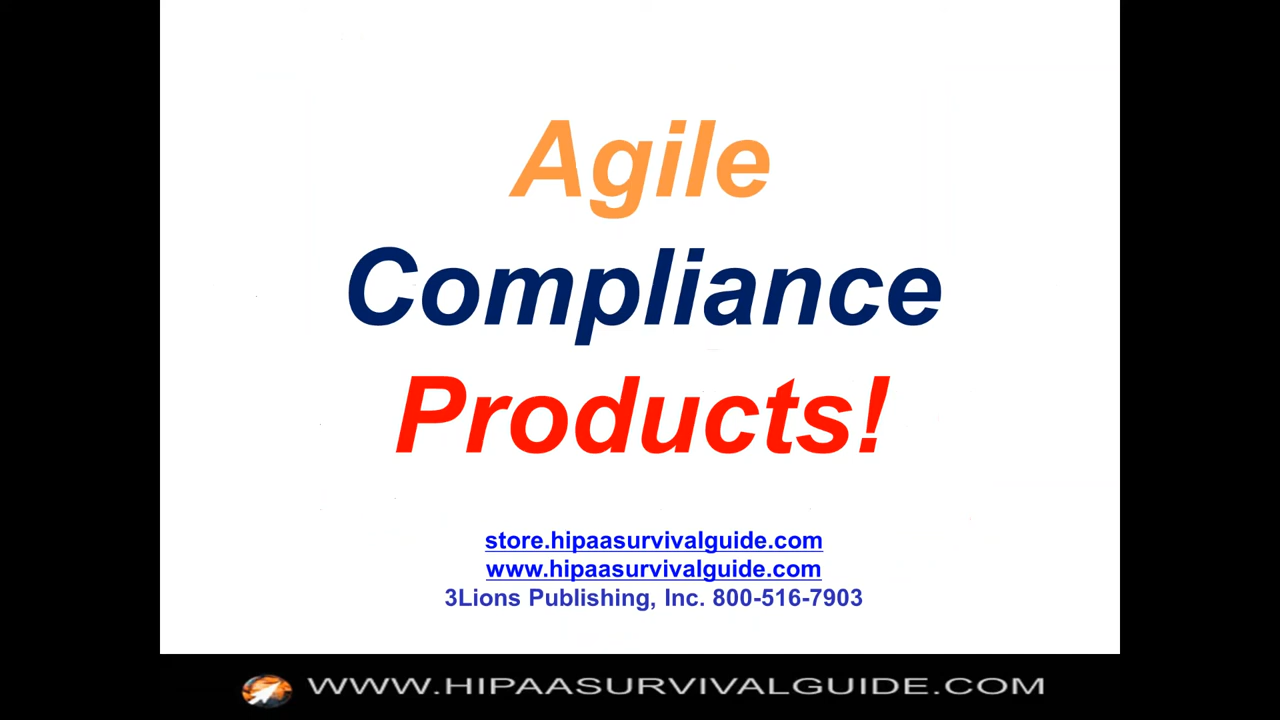 Agile
Compliance
Products!
store.hipaasurvivalguide.com
www.hipaasurvivalguide.com
3Lions Publishing, Inc. 800-516-7903
WWW.HIPAASURVIVALGUIDE.COM